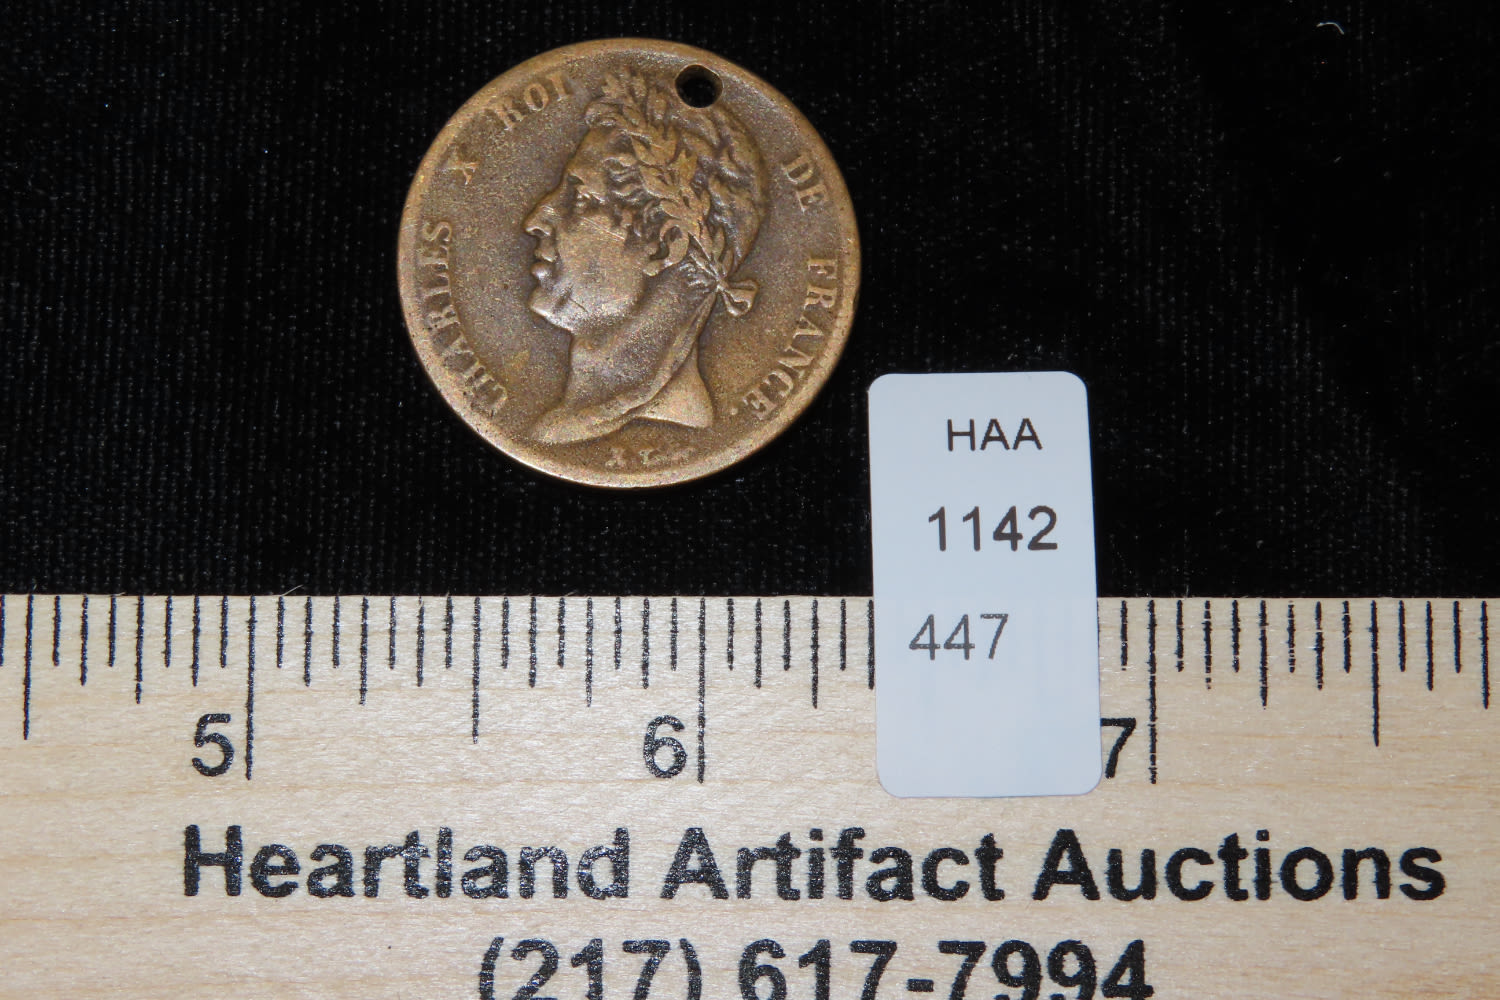 CHARLES X ROI DE FRANCE.
HAA
1142
447
5 6 7
Heartland Artifact Auctions
(217) 617-7994